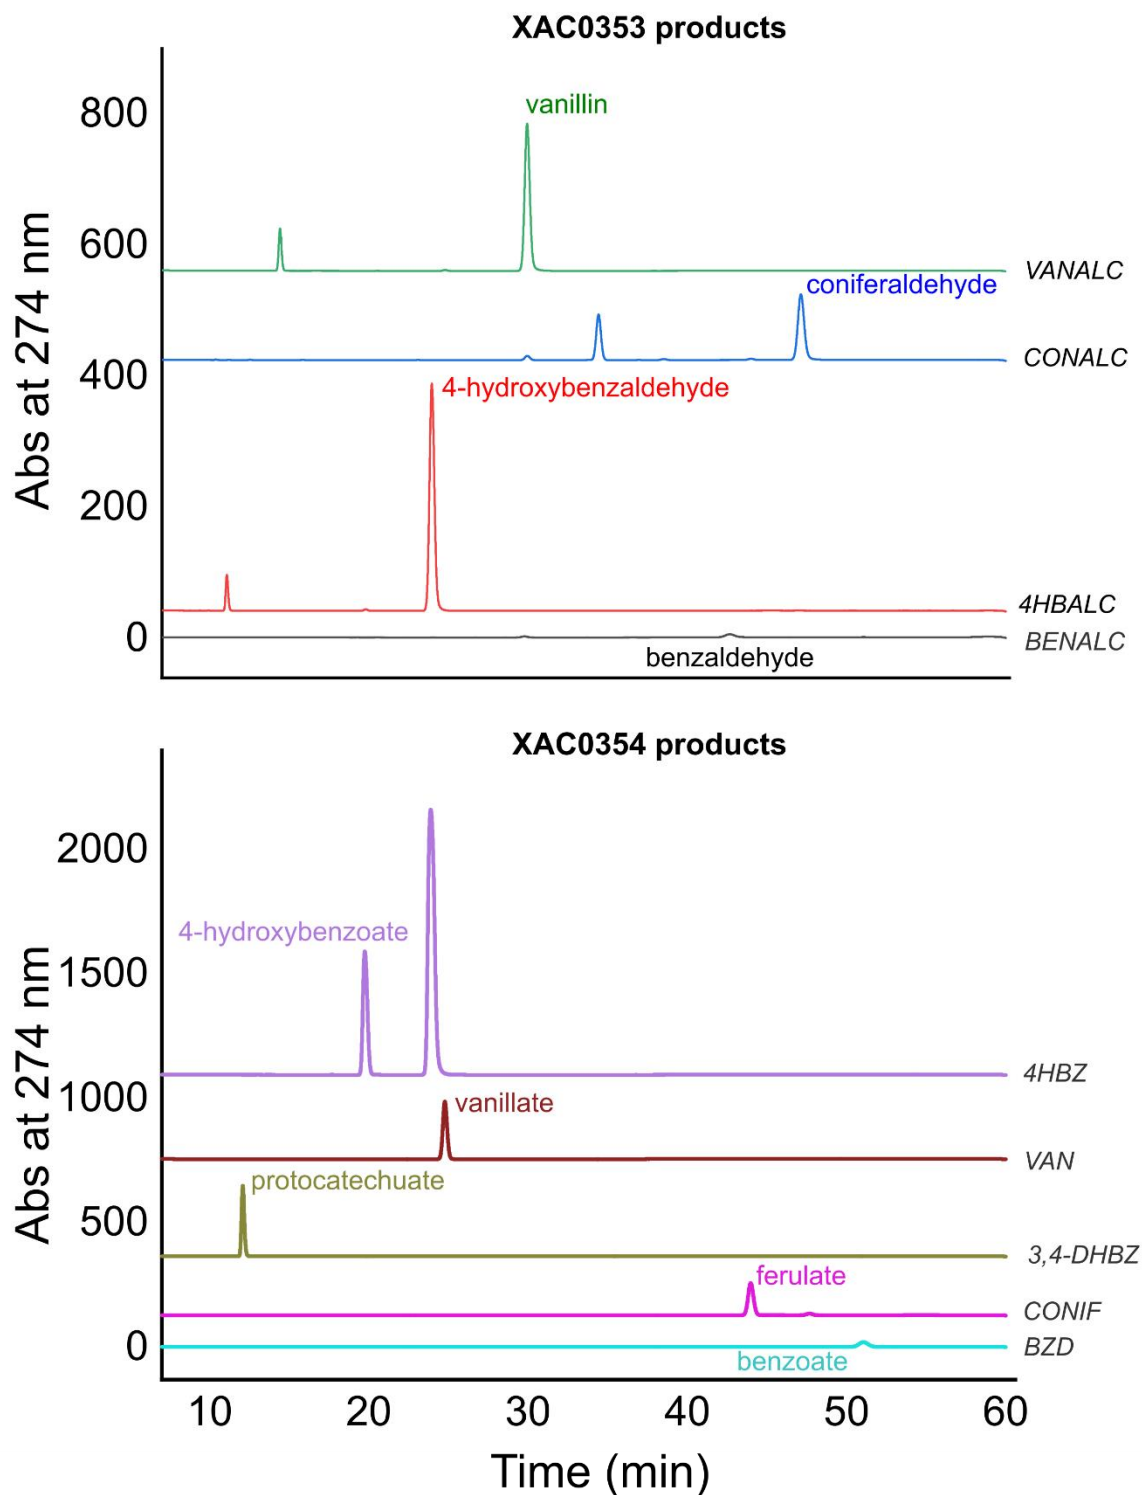 XAC0353 products
Abs at 274 nm
800
600
400
200
0
vanillin
VANALC
coniferaldehyde
CONALC
4-hydroxybenzaldehyde
4HBALC
BENALC
benzaldehyde
XAC0354 products
Abs at 274 nm
2000
1500
1000
500
0
4-hydroxybenzoate
4HBZ
vanillate
VAN
protocatechuate
3,4-DHBZ
ferulate
CONIF
BZD
benzoate
10 20 30 40 50 60
Time (min)